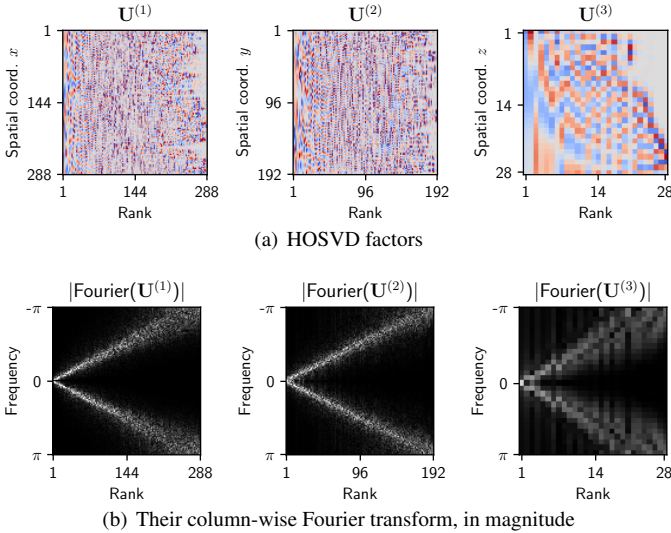 U(1) U(2) U(3)
Spatial coord. x
1
144
288
1 144 288
Rank
Spatial coord. y
1
96
192
1 96 192
Rank
Spatial coord. z
1
14
28
1 14 28
Rank
(a) HOSVD factors
|Fourier(U(1))| |Fourier(U(2))| |Fourier(U(3))|
Frequency
-π
0
π
1 144 288
Rank
Frequency
-π
0
π
1 96 192
Rank
Frequency
-π
0
π
1 14 28
Rank
(b) Their column-wise Fourier transform, in magnitude